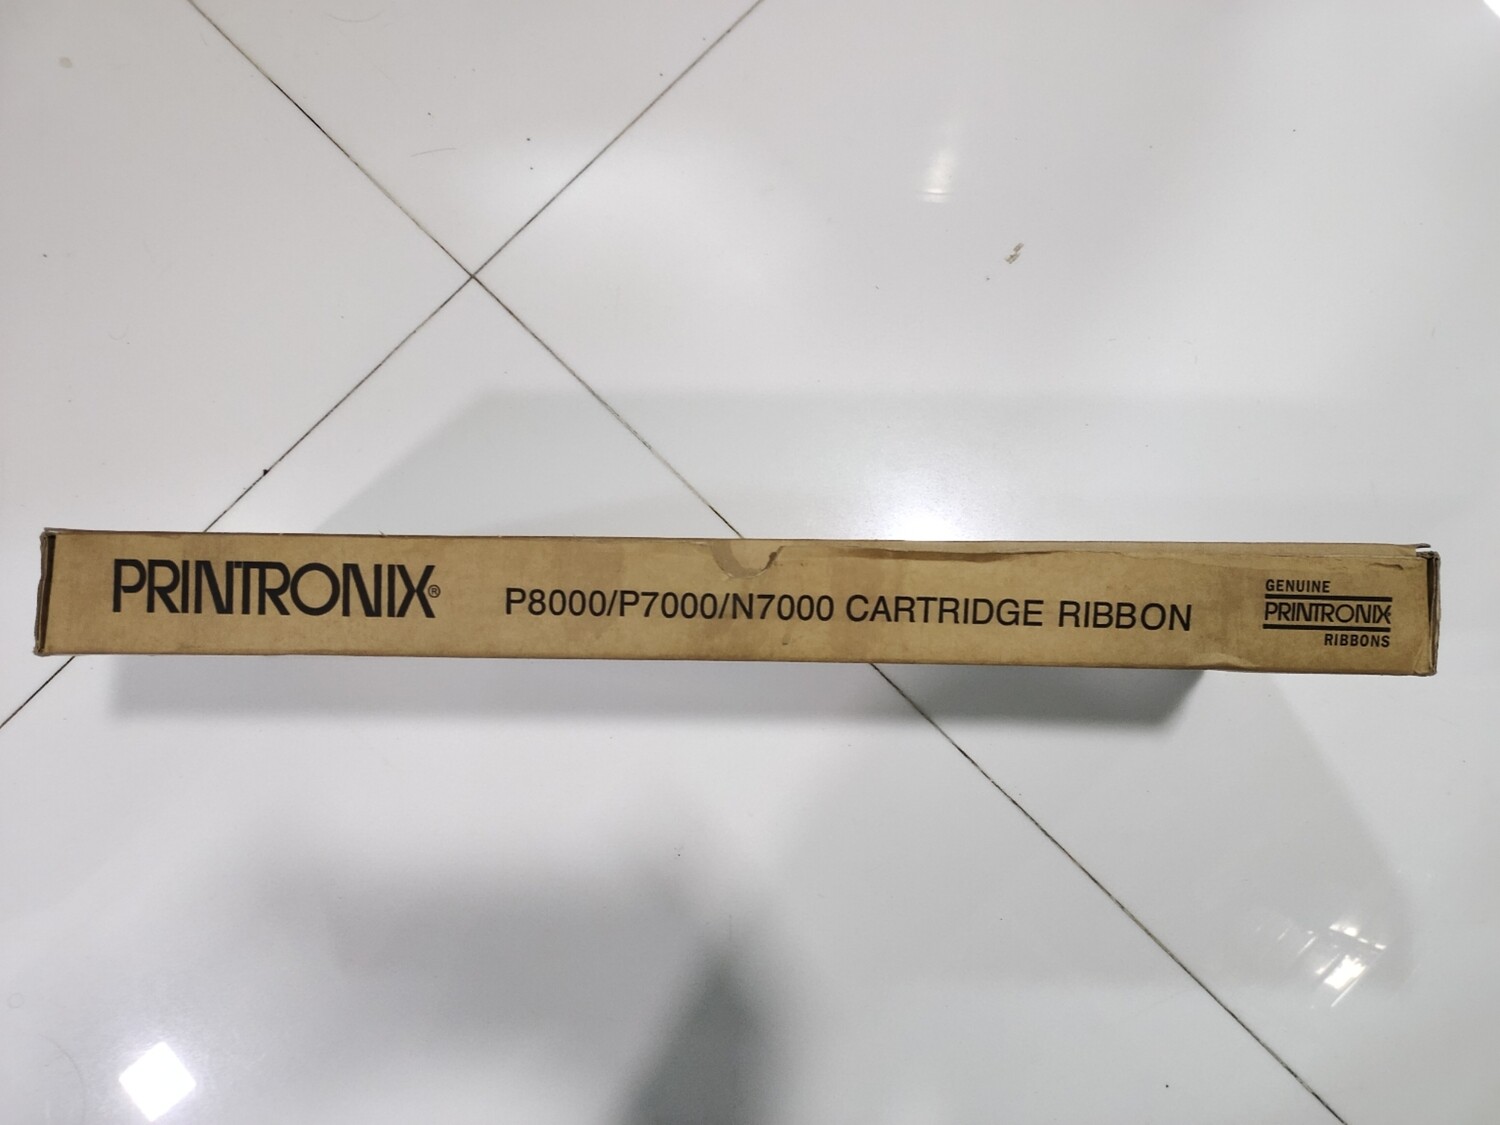 PRINTRONIX®
P8000/P7000/N7000 CARTRIDGE RIBBON
GENUINE
PRINTRONIX
RIBBONS